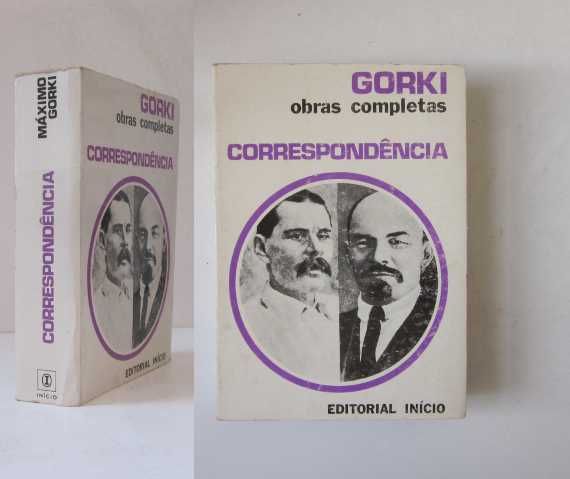 MÁXIMO
GORKI
CORRESPONDÊNCIA
INÍCIO
GORKI
obras completas
CORRESPONDÊNCIA
EDITORIAL INÍCIO
GORKI
obras completas
CORRESPONDÊNCIA
EDITORIAL INÍCIO